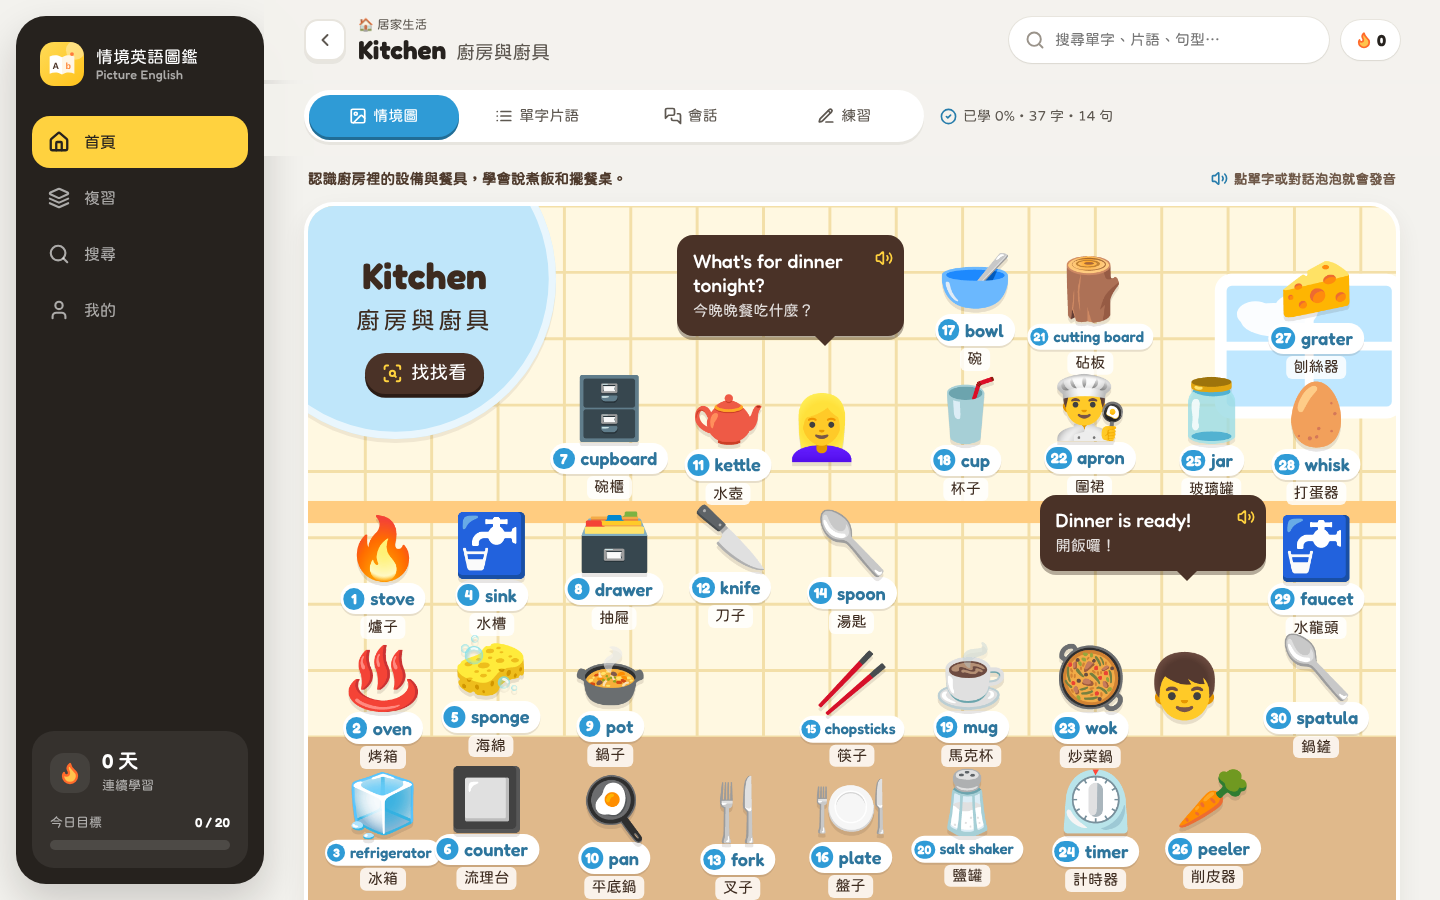 情境英語圖鑑
Picture English
首頁
複習
搜尋
我的
0 天
連續學習
今日目標
0 / 20
居家生活
Kitchen 廚房與廚具
搜尋單字、片語、句型…
0
情境圖
單字片語
會話
練習
已學 0% · 37 字 · 14 句
認識廚房裡的設備與餐具，學會說煮飯和擺餐桌。
點單字或對話泡泡就會發音
Kitchen
廚房與廚具
找找看
What's for dinner
tonight?
今晚晚餐吃什麼？
17 bowl
碗
21 cutting board
砧板
27 grater
刨絲器
7 cupboard
碗櫃
11 kettle
水壺
18 cup
杯子
22 apron
圍裙
25 jar
玻璃罐
28 whisk
打蛋器
Dinner is ready!
開飯囉！
1 stove
爐子
4 sink
水槽
8 drawer
抽屜
12 knife
刀子
14 spoon
湯匙
29 faucet
水龍頭
2 oven
烤箱
5 sponge
海綿
9 pot
鍋子
15 chopsticks
筷子
19 mug
馬克杯
23 wok
炒菜鍋
30 spatula
鍋鏟
3 refrigerator
冰箱
6 counter
流理台
10 pan
平底鍋
13 fork
叉子
16 plate
盤子
20 salt shaker
鹽罐
24 timer
計時器
26 peeler
削皮器